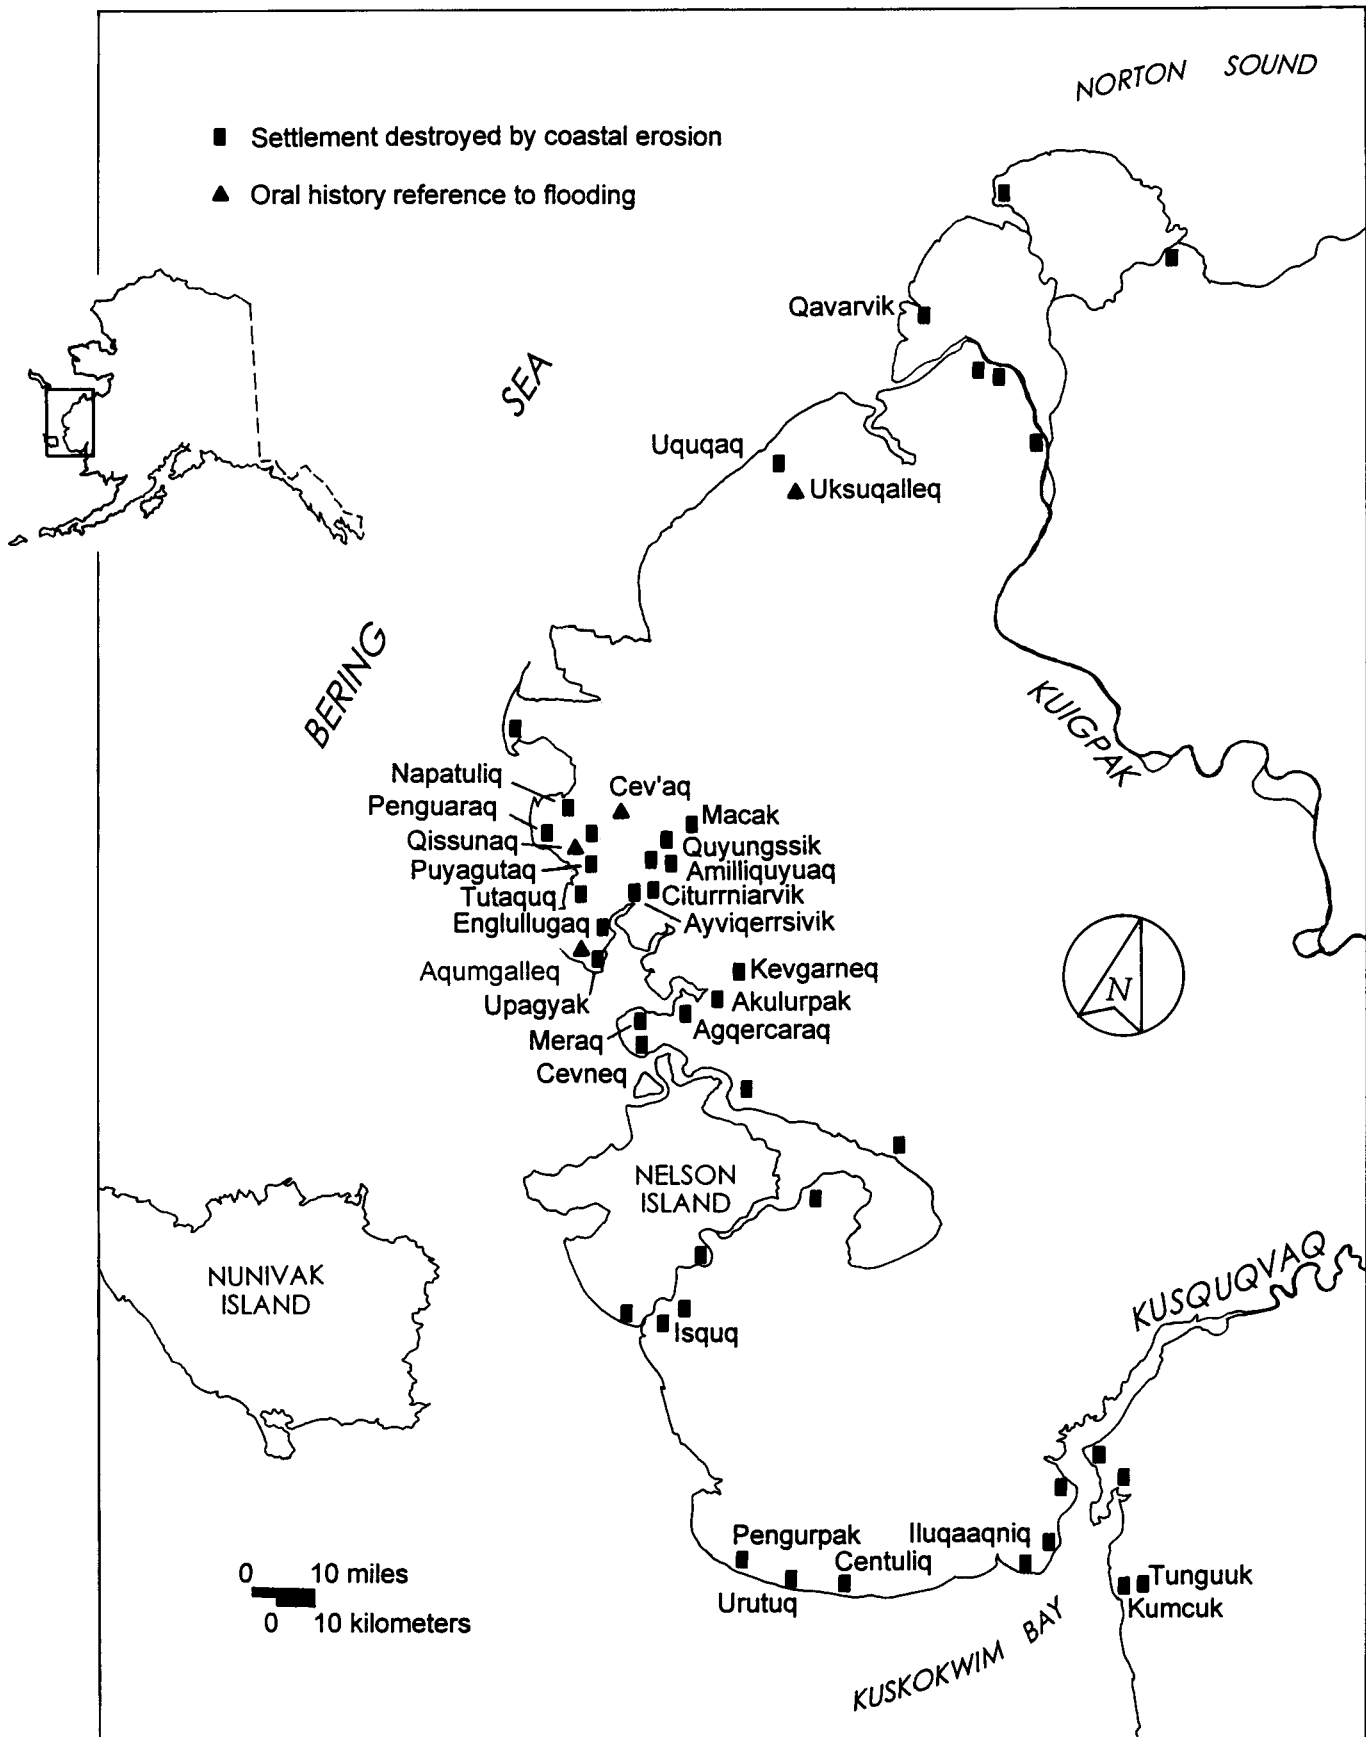 NORTON SOUND
Settlement destroyed by coastal erosion
Oral history reference to flooding
Qavarvik
SEA
Uquqaq
Uksuqalleq
BERING
KUIGPAK
Napatuliq
Cev'aq
Penguaraq
Macak
Qissunaq
Quyungssik
Puyagutaq
Amilliquyuaq
Tutaquq
Citurrniarvik
Englullugaq
Ayviqerrsivik
Aqumgalleq
Kevgarneq
Upagyak
Akulurpak
Meraq
Agqercaraq
Cevneq
N
NELSON
ISLAND
NUNIVAK
ISLAND
KUSQUQVAQ
Isquq
Pengurpak
Iluqaaqniq
Centuliq
Urutuq
Tunguuk
Kumcuk
0 10 miles
0 10 kilometers
KUSKOKWIM BAY